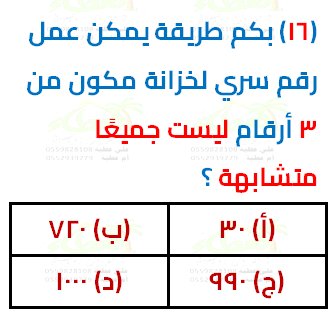 (١٦) بكم طريقة يمكن عمل
رقم سري لخزانة مكون من
٣ أرقام ليست جميعًا
متشابهة ؟
(أ) ٣٠ (ب) ٧٢٠
(ج) ٩٩٠ (د) ١٠٠٠